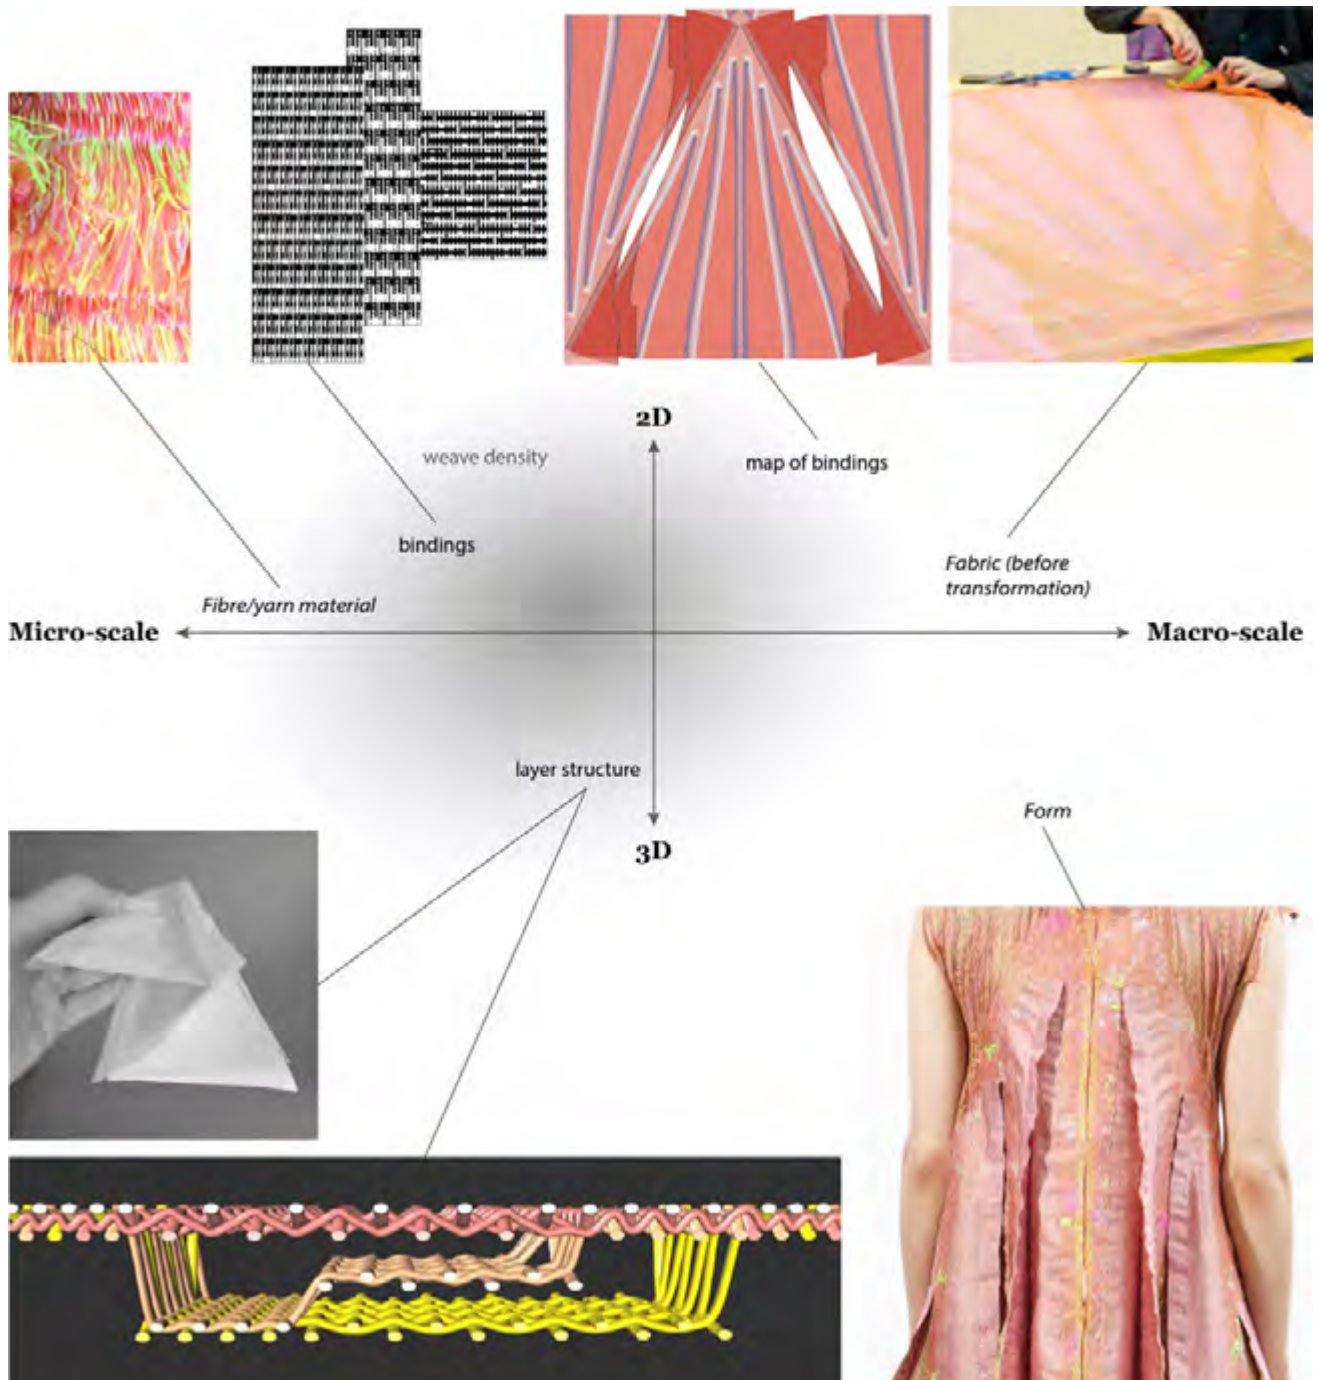 2D
weave density
map of bindings
bindings
Fabric (before
transformation)
Fibre/yarn material
Micro-scale
Macro-scale
layer structure
Form
3D